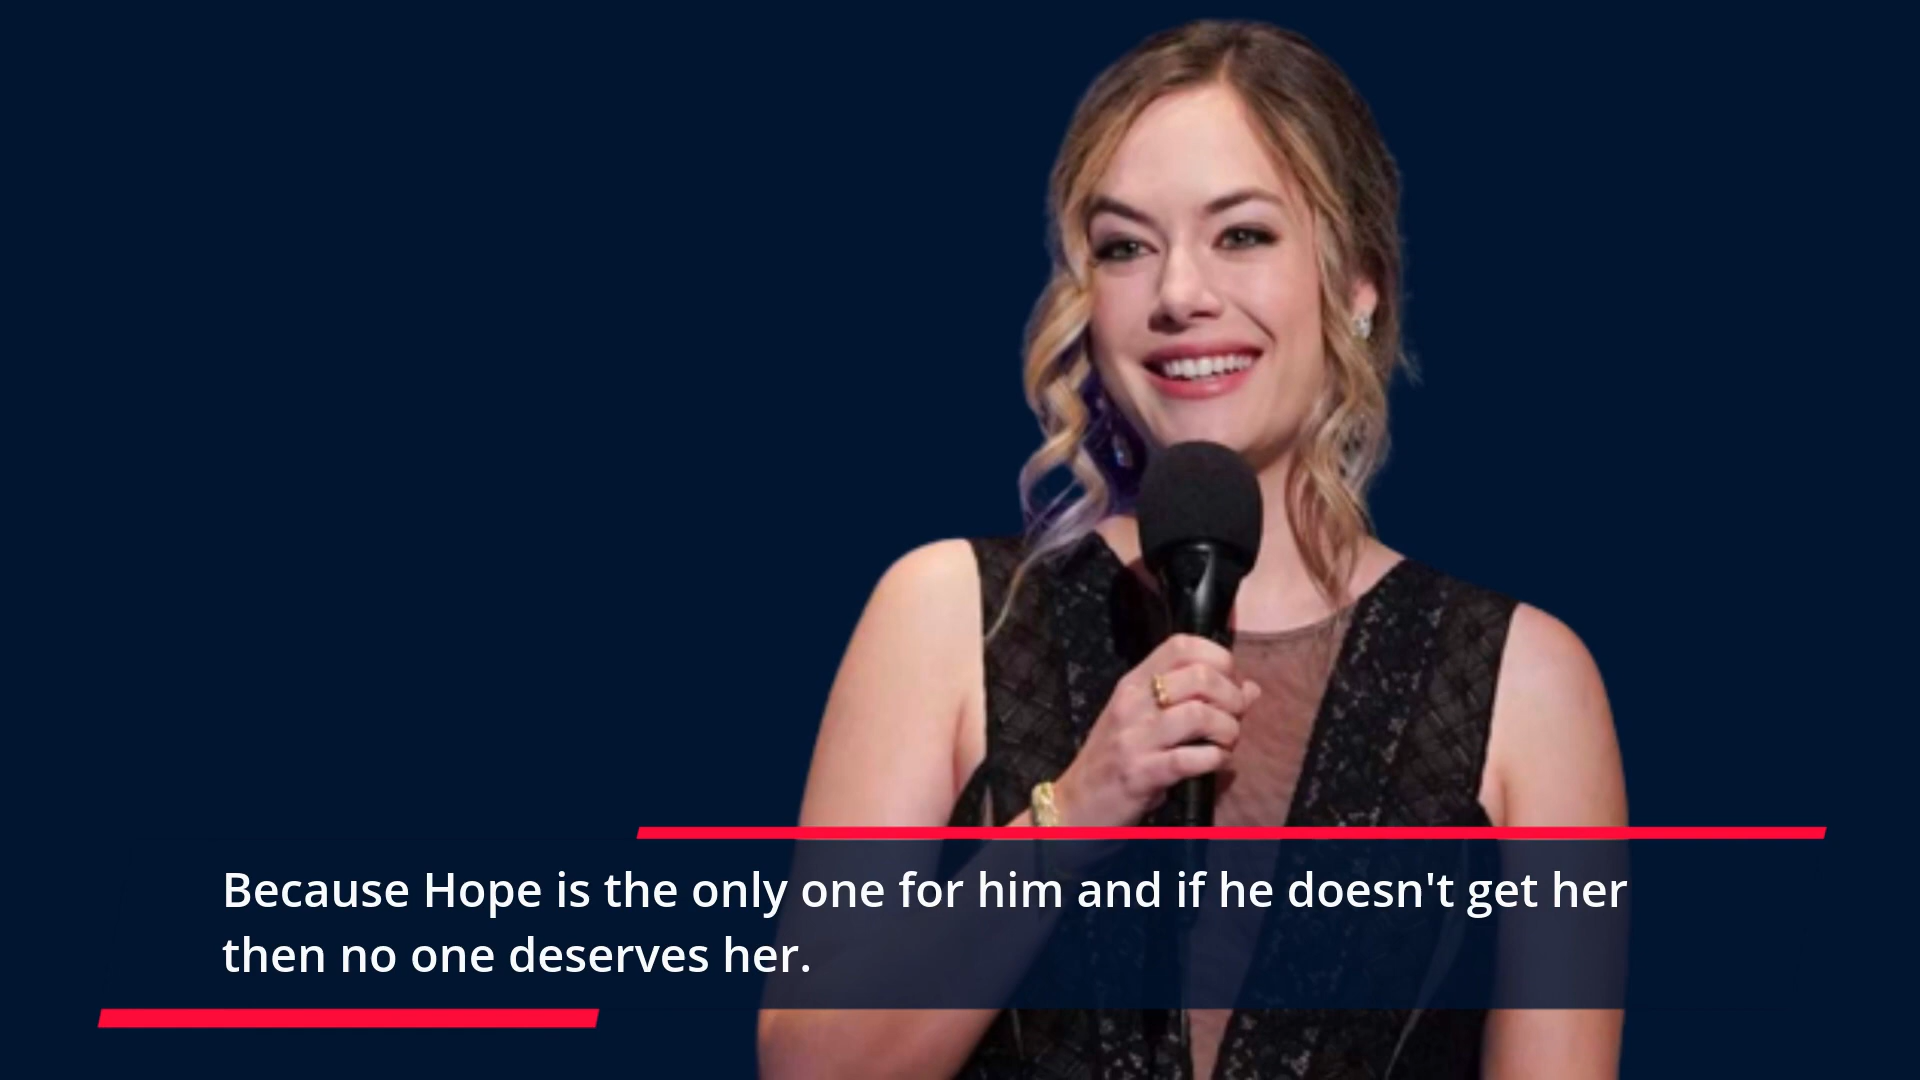 Because Hope is the only one for him and if he doesn't get her
then no one deserves her.